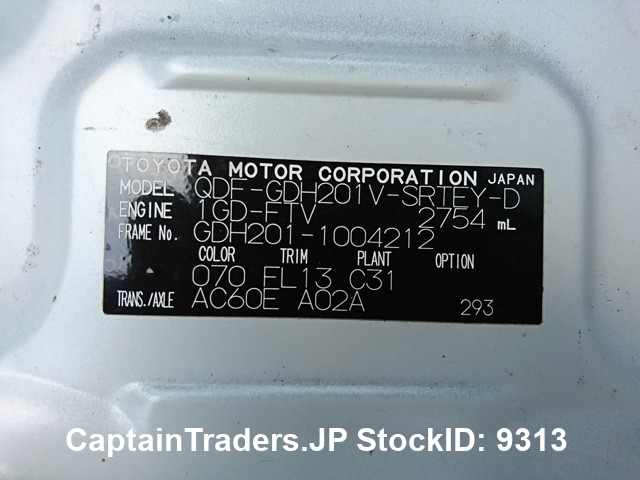 TOYOTA MOTOR CORPORATION JAPAN
MODEL QDF-GDH201V-SRTEY-D
ENGINE 1GD-FTV 2754 mL
FRAME No. GDH201-1004212
COLOR TRIM PLANT OPTION
070 FL13 C31
TRANS./AXLE AC60E A02A 293
CaptainTraders.JP StockID: 9313